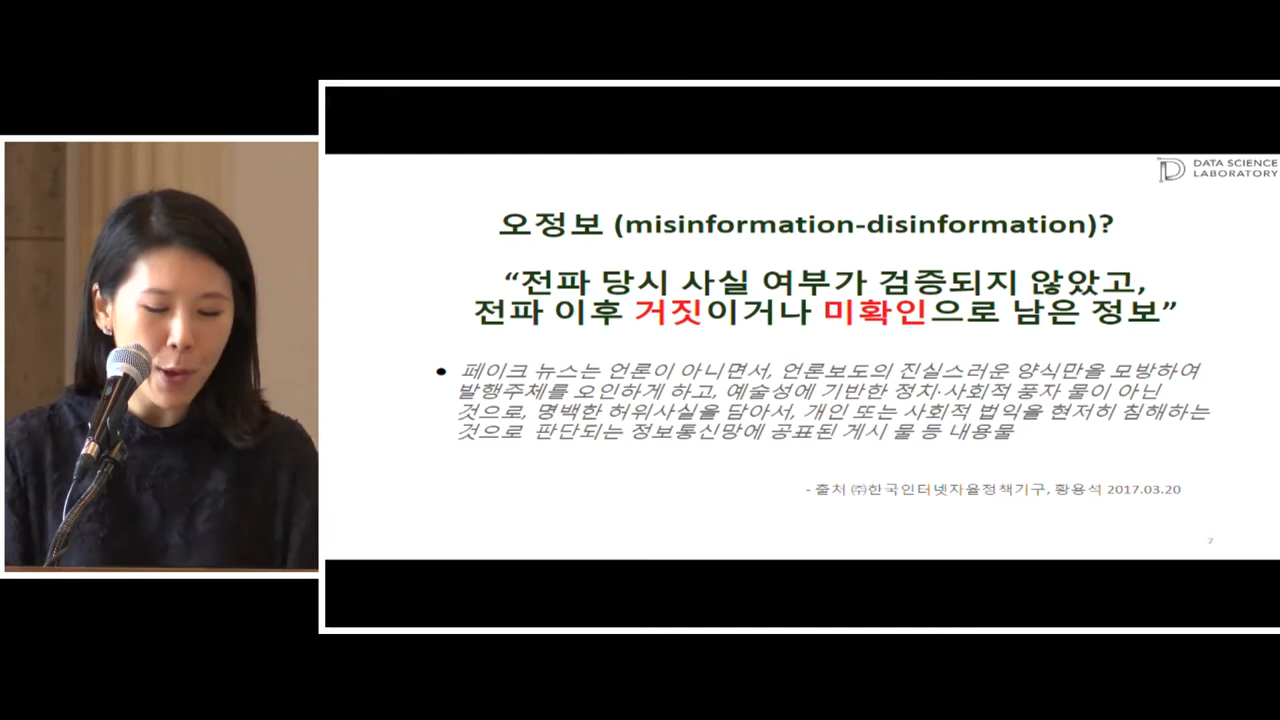 DATA SCIENCE
LABORATORY
오정보 (misinformation-disinformation)?
“전파 당시 사실 여부가 검증되지 않았고,
전파 이후 거짓이거나 미확인으로 남은 정보”
• 페이크 뉴스는 언론이 아니면서, 언론보도의 진실스러운 양식만을 모방하여
발행주체를 오인하게 하고, 예술성에 기반한 정치·사회적 풍자 물이 아닌
것으로, 명백한 허위사실을 담아서, 개인 또는 사회적 법익을 현저히 침해하는
것으로 판단되는 정보통신망에 공표된 게시 물 등 내용물
- 출처 ㈜한국인터넷자율정책기구, 황용석 2017.03.20
7